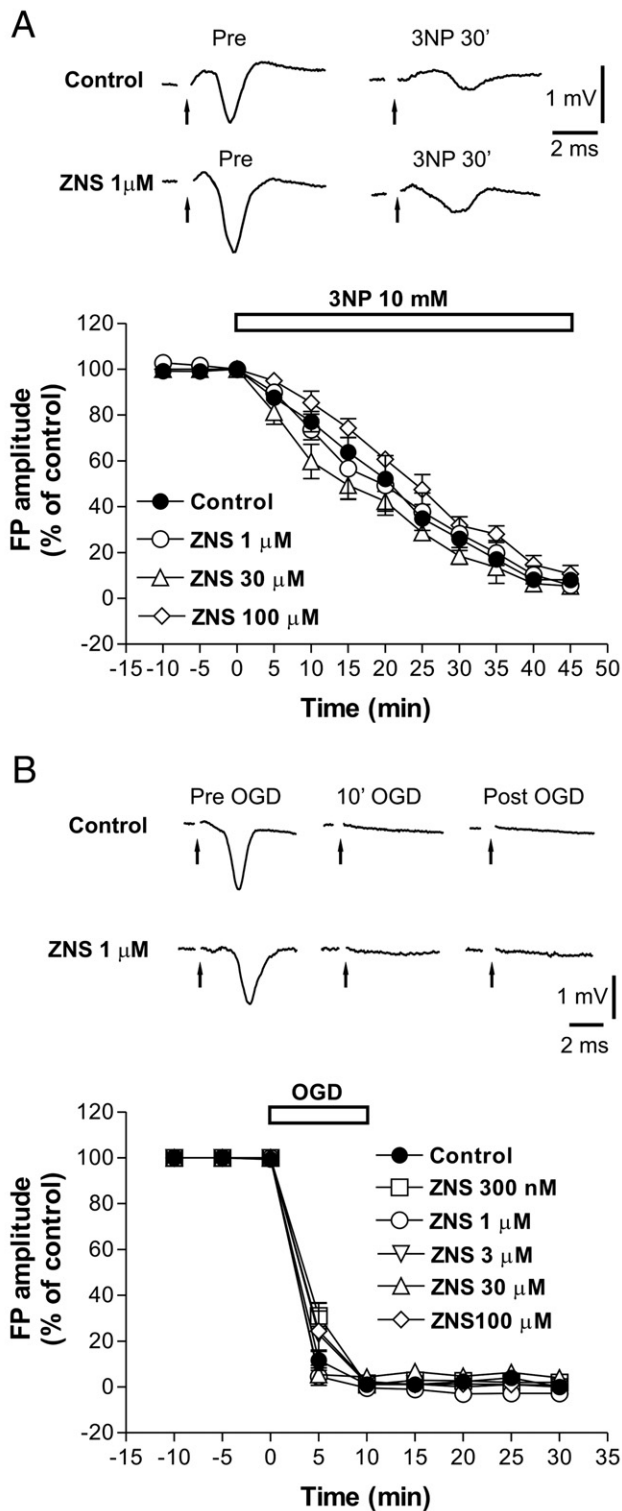 A
Pre 3NP 30’
Control
1 mV
2 ms
Pre 3NP 30’
ZNS 1μM
3NP 10 mM
120
100
80
60
40
20
0
-20
FP amplitude
(% of control)
Control
ZNS 1 μM
ZNS 30 μM
ZNS 100 μM
-15 -10 -5 0 5 10 15 20 25 30 35 40 45 50
Time (min)
B
Pre OGD 10’ OGD Post OGD
Control
ZNS 1 μM
1 mV
2 ms
OGD
120
100
80
60
40
20
0
-20
FP amplitude
(% of control)
Control
ZNS 300 nM
ZNS 1 μM
ZNS 3 μM
ZNS 30 μM
ZNS100 μM
-15 -10 -5 0 5 10 15 20 25 30 35
Time (min)